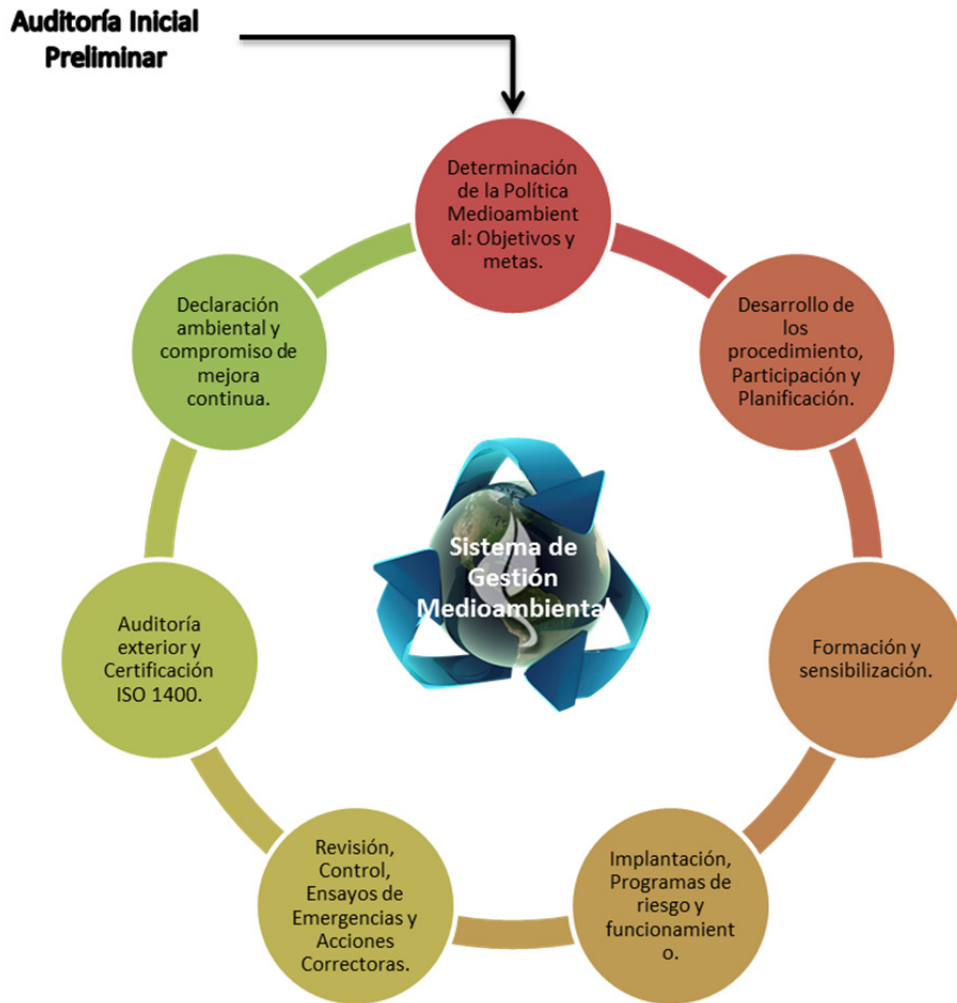 Auditoría Inicial
Preliminar
Determinación
de la Política
Medioambient
al: Objetivos y
metas.
Desarrollo de
los
procedimiento,
Participación y
Planificación.
Formación y
sensibilización.
Implantación,
Programas de
riesgo y
funcionamient
o.
Revisión,
Control,
Ensayos de
Emergencias y
Acciones
Correctoras.
Auditoría
exterior y
Certificación
ISO 1400.
Declaración
ambiental y
compromiso de
mejora
continua.
Sistema de
Gestión
Medioambiental